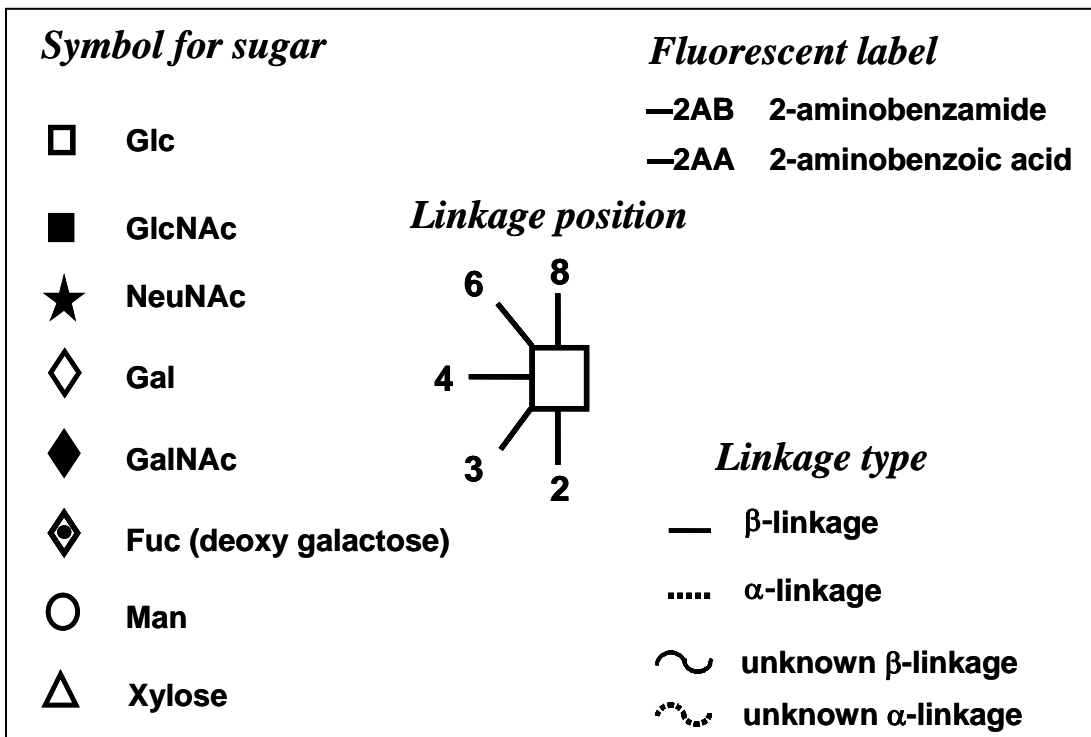 Symbol for sugar
Glc
GlcNAc
NeuNAc
Gal
GalNAc
Fuc (deoxy galactose)
Man
Xylose
Fluorescent label
—2AB 2-aminobenzamide
—2AA 2-aminobenzoic acid
Linkage position
6 8
4
3 2
Linkage type
β-linkage
α-linkage
unknown β-linkage
unknown α-linkage